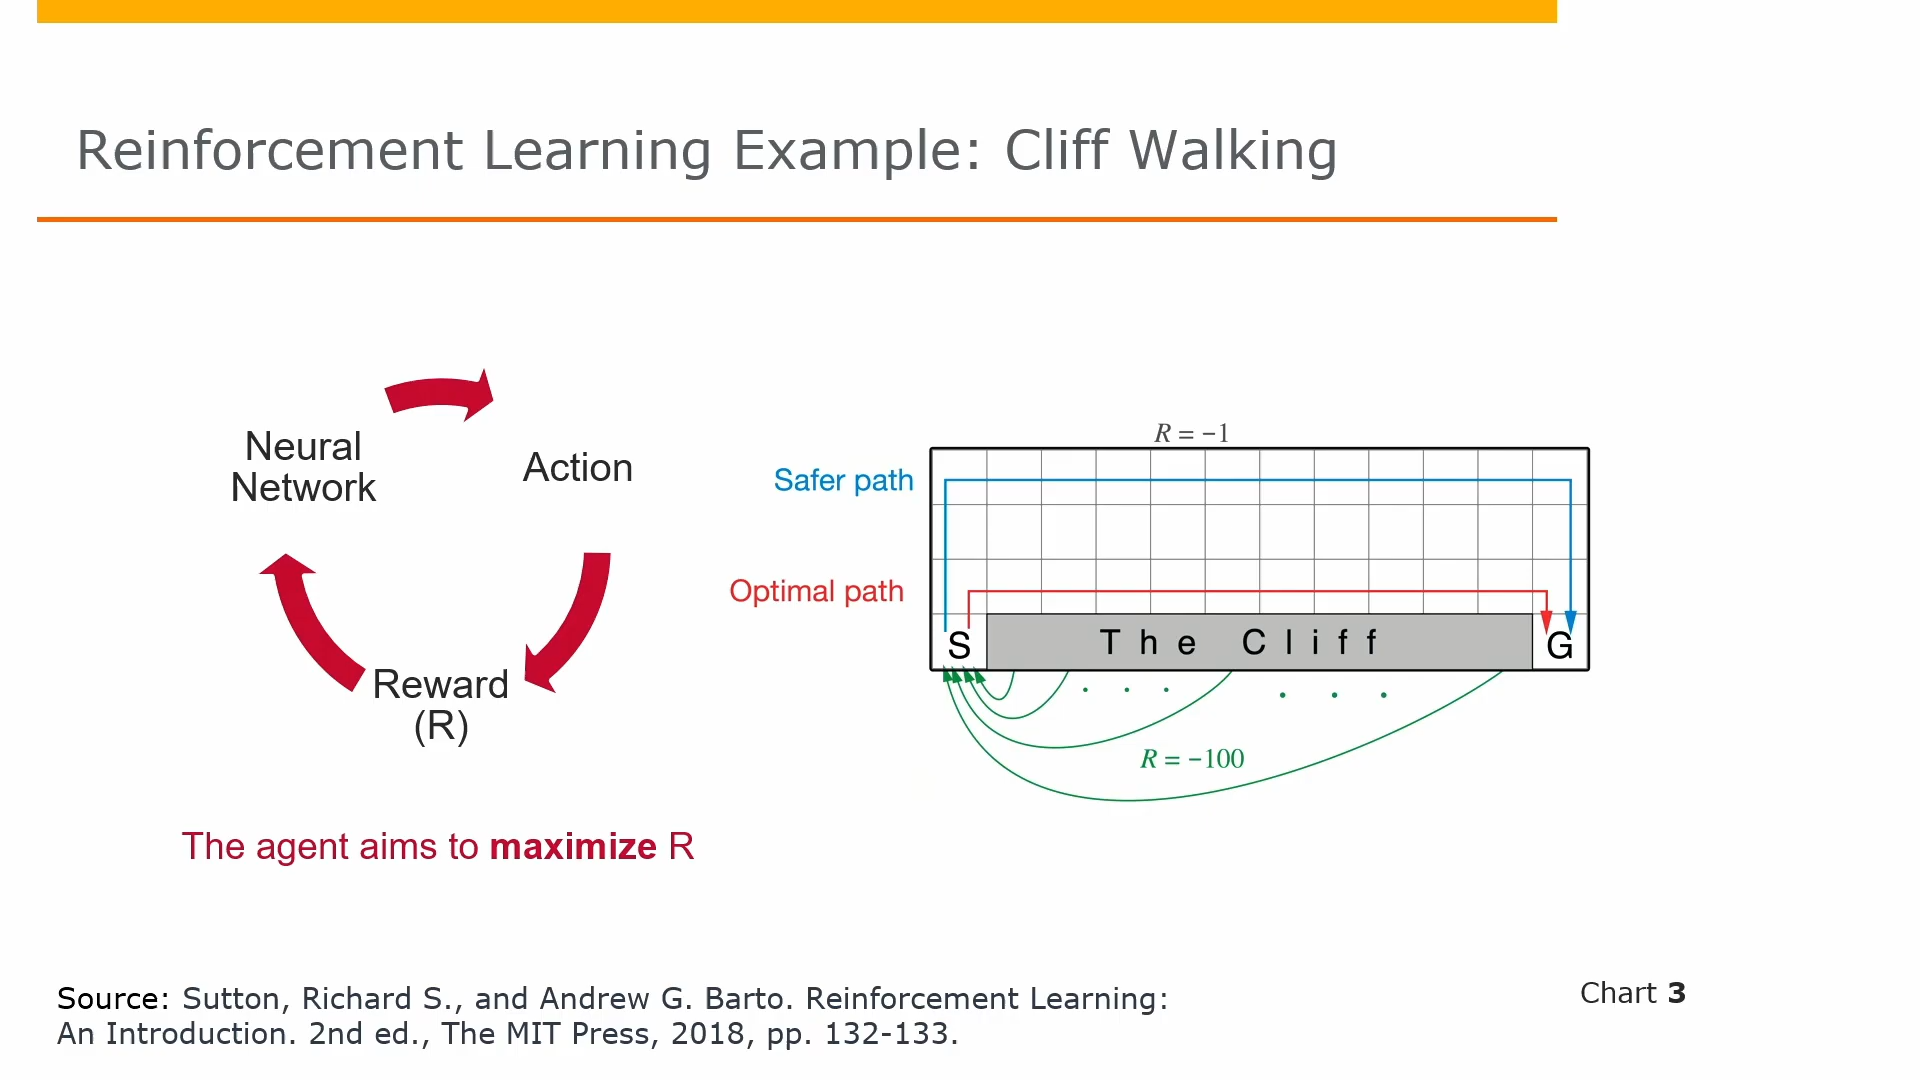 Reinforcement Learning Example: Cliff Walking
Neural
Network
Action
Reward
(R)
The agent aims to maximize R
R = −1
Safer path
Optimal path
S
The Cliff
G
R = −100
Source: Sutton, Richard S., and Andrew G. Barto. Reinforcement Learning:
An Introduction. 2nd ed., The MIT Press, 2018, pp. 132-133.
Chart 3